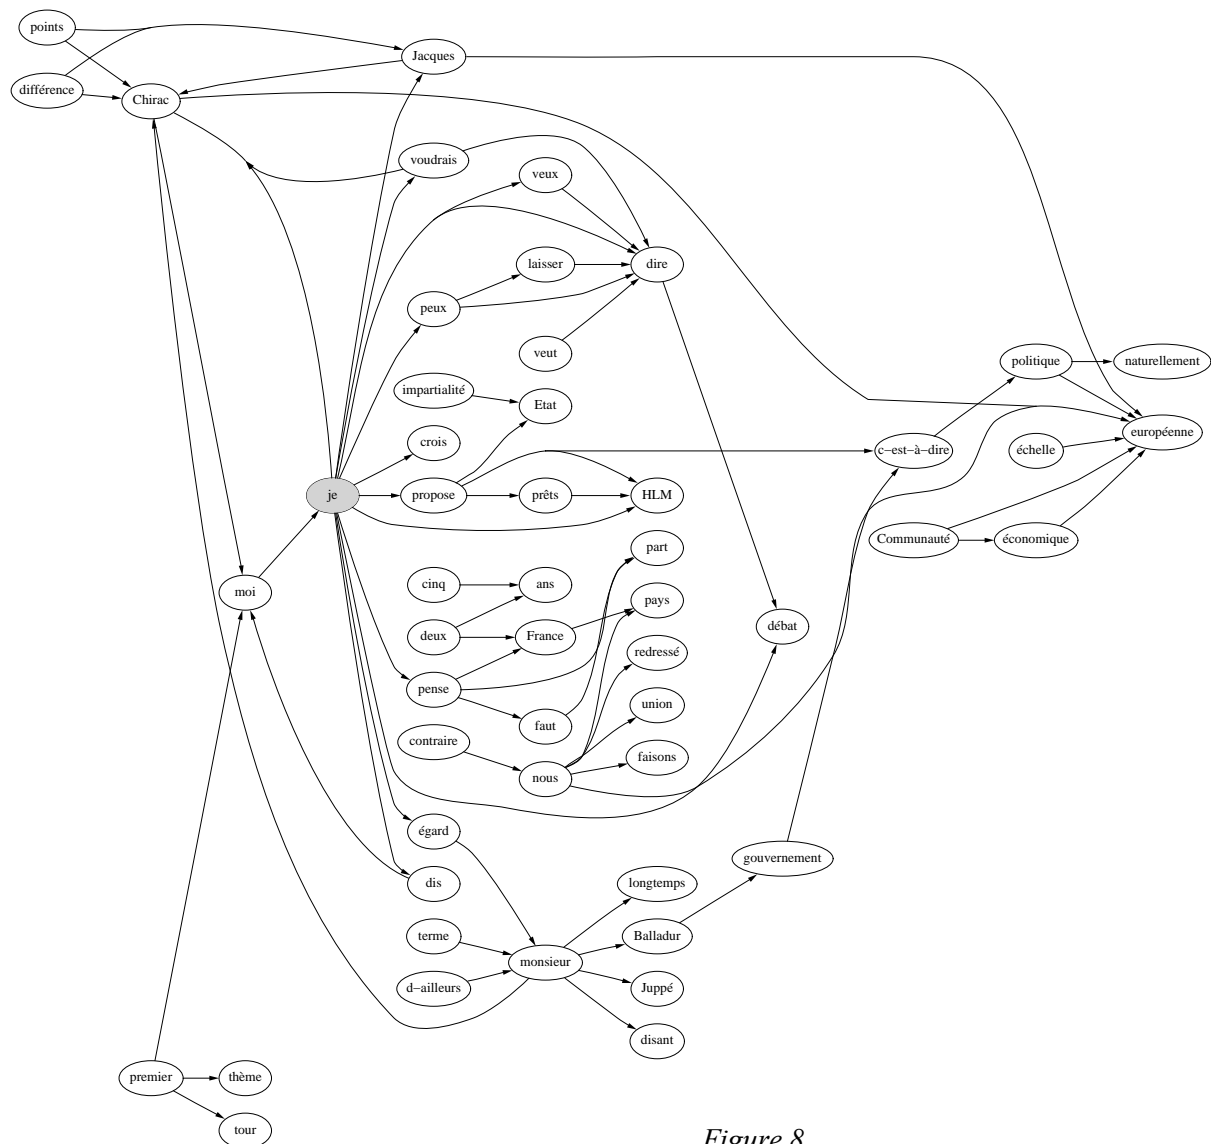 points
Jacques
différence
Chirac
voudrais
veux
laisser
dire
peux
veut
politique
naturellement
impartialité
Etat
européenne
crois
c−est−à−dire
échelle
je
propose
prêts
HLM
Communauté
économique
part
cinq
ans
moi
pays
débat
deux
France
redressé
pense
union
faut
contraire
faisons
nous
égard
gouvernement
dis
longtemps
terme
Balladur
monsieur
d−ailleurs
Juppé
disant
premier
thème
tour
Figure 8